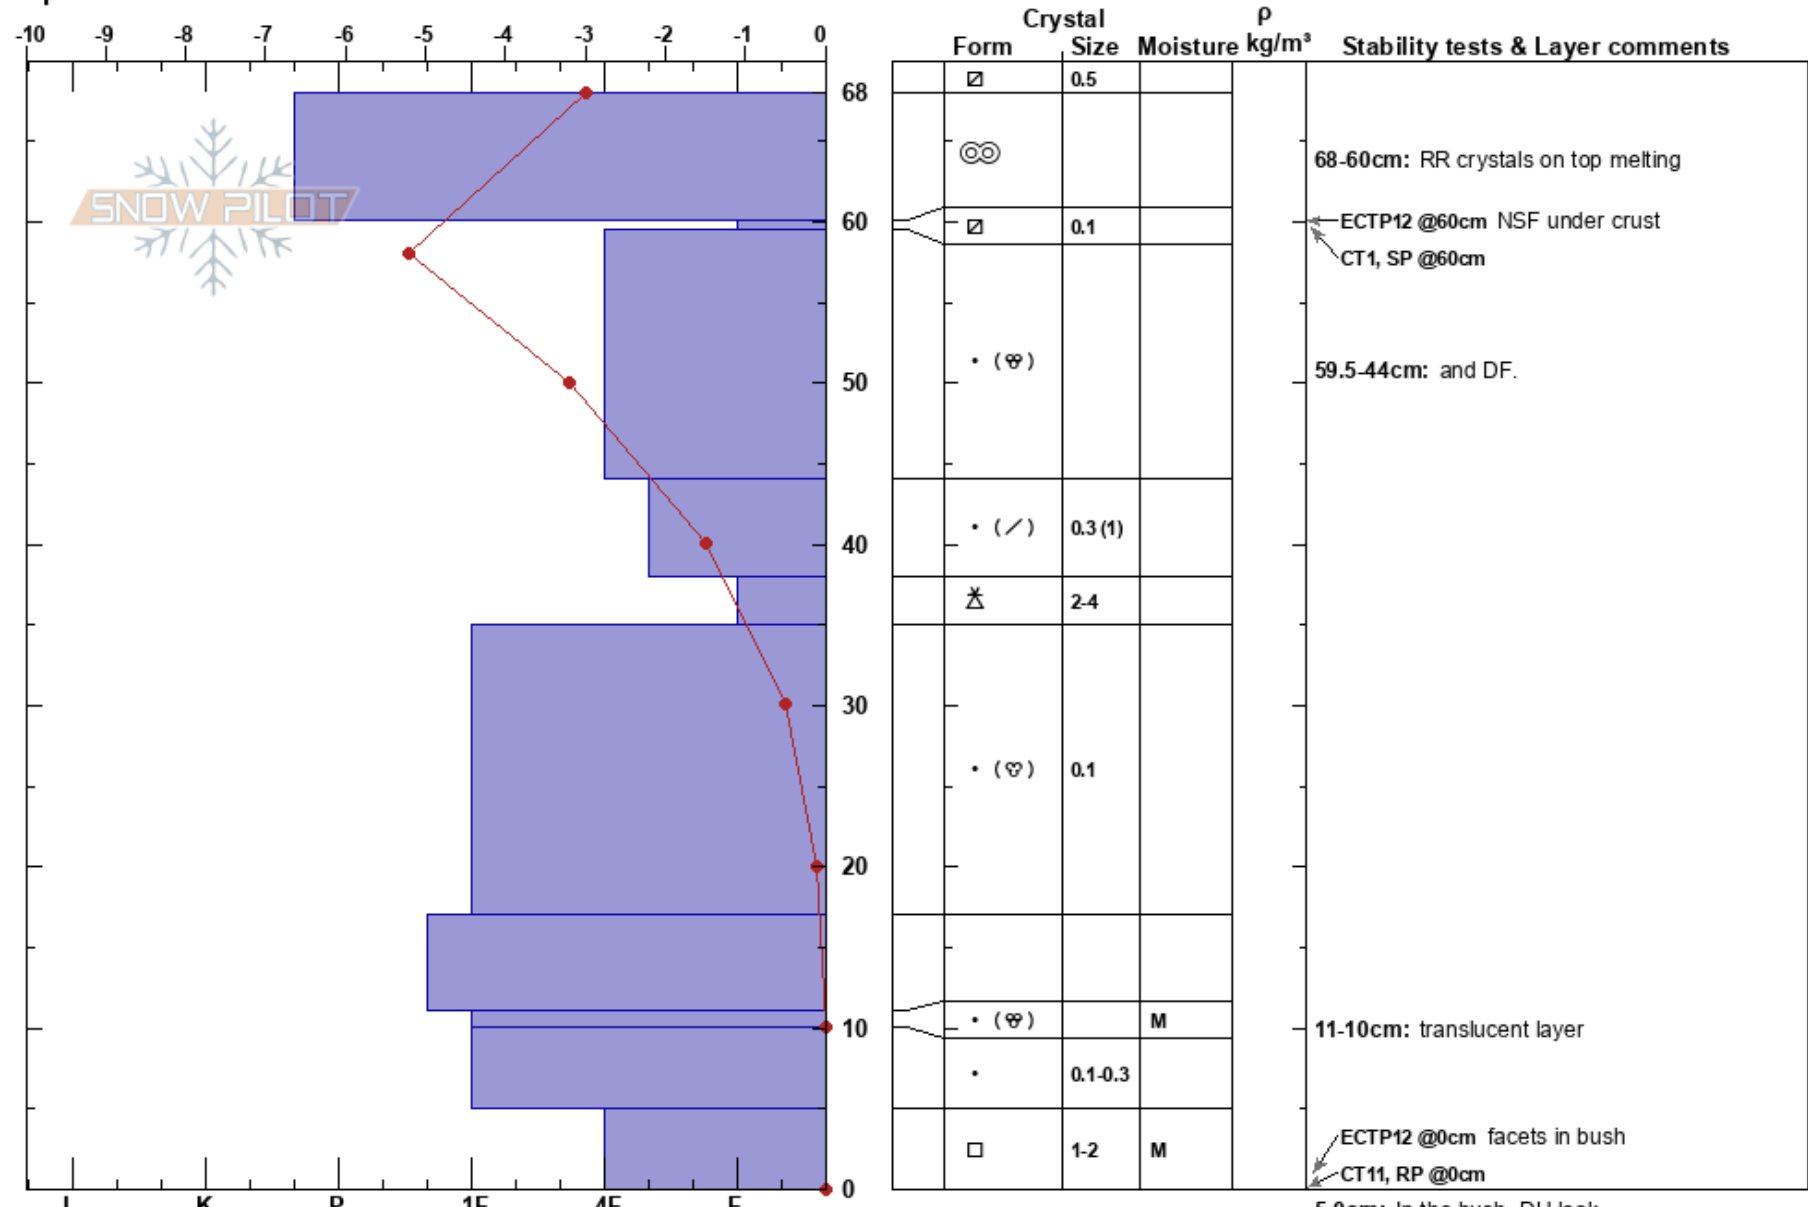 -10 -9 -8 -7 -6 -5 -4 -3 -2 -1 0
Crystal ρ
Form Size Moisture kg/m³ Stability tests & Layer comments
0.5
68
68-60cm: RR crystals on top melting
SNOW PILOT
60 0.1 ECTP12 @60cm NSF under crust
CT1, SP @60cm
59.5-44cm: and DF.
50
40 0.3 (1)
2-4
30
0.1
20
10 M 11-10cm: translucent layer
0.1-0.3
ECTP12 @0cm facets in bush
1-2 M
CT11, RP @0cm
0
K P 1F 4F F